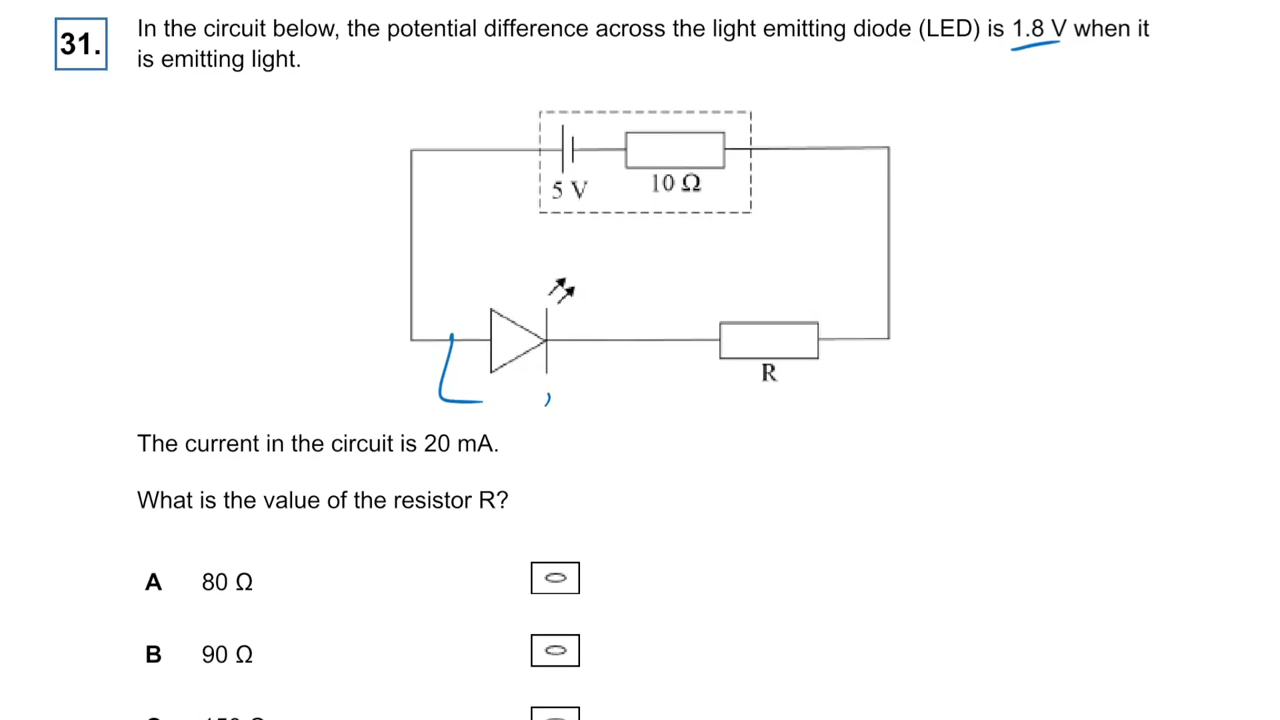 31.
In the circuit below, the potential difference across the light emitting diode (LED) is 1.8 V when it
is emitting light.
5 V
10 Ω
R
The current in the circuit is 20 mA.
What is the value of the resistor R?
A 80 Ω
B 90 Ω